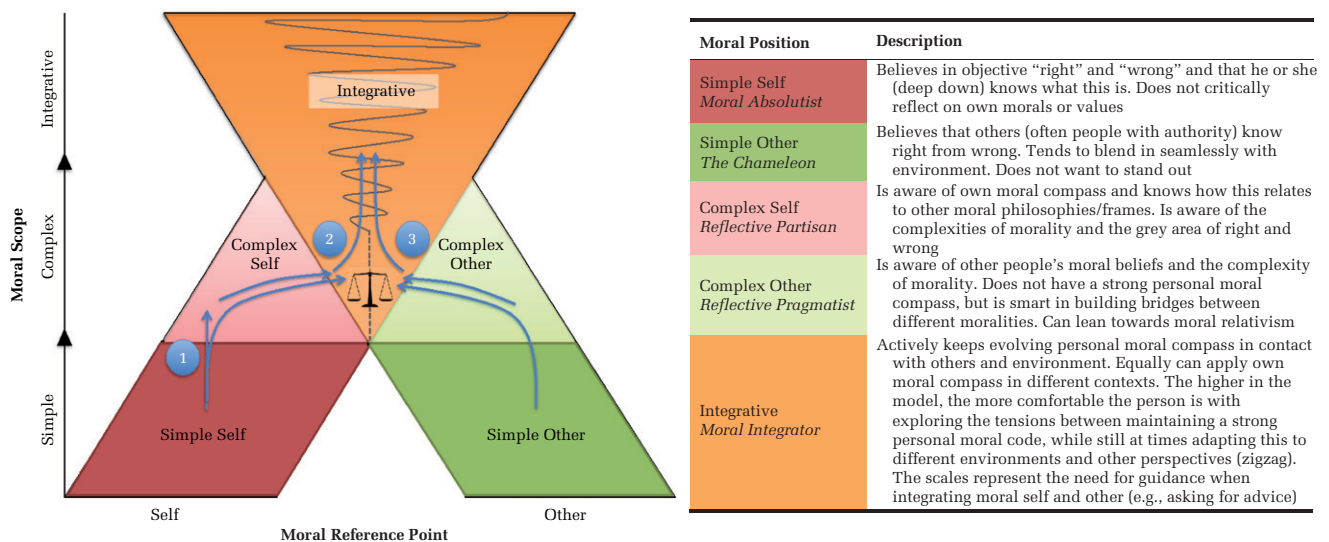 Integrative
Complex
Simple
Moral Scope
Integrative
2
3
Complex
Self
Complex
Other
1
Simple Self
Simple Other
Self
Other
Moral Reference Point
Moral Position
Description
Simple Self
Moral Absolutist
Believes in objective “right” and “wrong” and that he or she
(deep down) knows what this is. Does not critically
reflect on own morals or values
Simple Other
The Chameleon
Believes that others (often people with authority) know
right from wrong. Tends to blend in seamlessly with
environment. Does not want to stand out
Complex Self
Reflective Partisan
Is aware of own moral compass and knows how this relates
to other moral philosophies/frames. Is aware of the
complexities of morality and the grey area of right and
wrong
Complex Other
Reflective Pragmatist
Is aware of other people’s moral beliefs and the complexity
of morality. Does not have a strong personal moral
compass, but is smart in building bridges between
different moralities. Can lean towards moral relativism
Integrative
Moral Integrator
Actively keeps evolving personal moral compass in contact
with others and environment. Equally can apply own
moral compass in different contexts. The higher in the
model, the more comfortable the person is with
exploring the tensions between maintaining a strong
personal moral code, while still at times adapting this to
different environments and other perspectives (zigzag).
The scales represent the need for guidance when
integrating moral self and other (e.g., asking for advice)